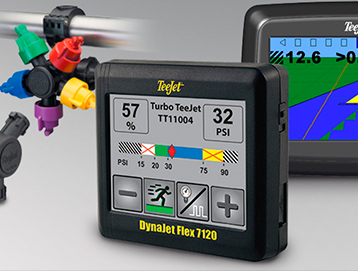 TeeJet
57
%
Turbo TeeJet
TT11004
32
PSI
PSI 15 20 30 75 90
DynaJet Flex 7120
TeeJet
12.6 >0